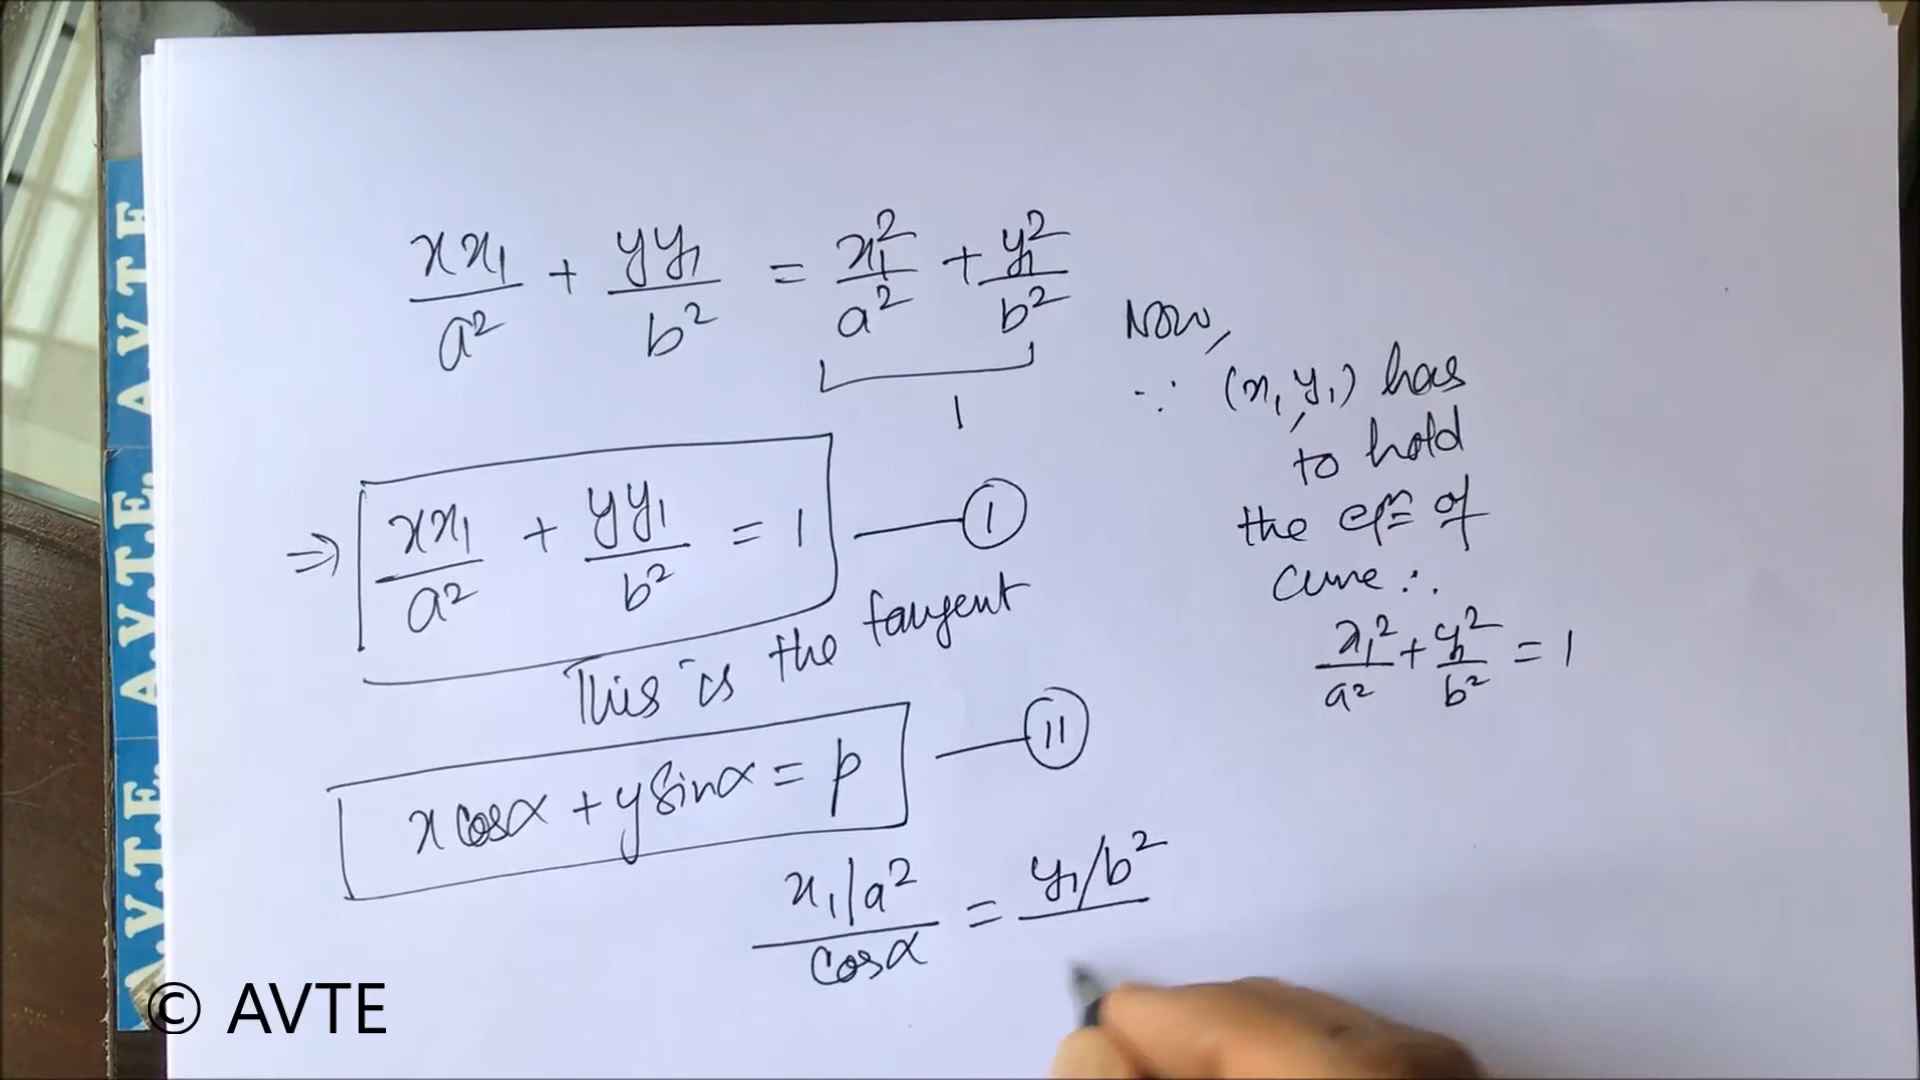 xx₁/a² + yy₁/b² = x₁²/a² + y₁²/b²
1
Now,
∵ (x₁, y₁) has
to hold
the eqn of
curve ∴
x₁²/a² + y₁²/b² = 1
⇒ xx₁/a² + yy₁/b² = 1 — I
This is the tangent
x cosα + y sinα = p — II
x₁/a² / cosα = y₁/b²
A.V.T.E. A.V.T.E. A.V.T.E
© AVTE